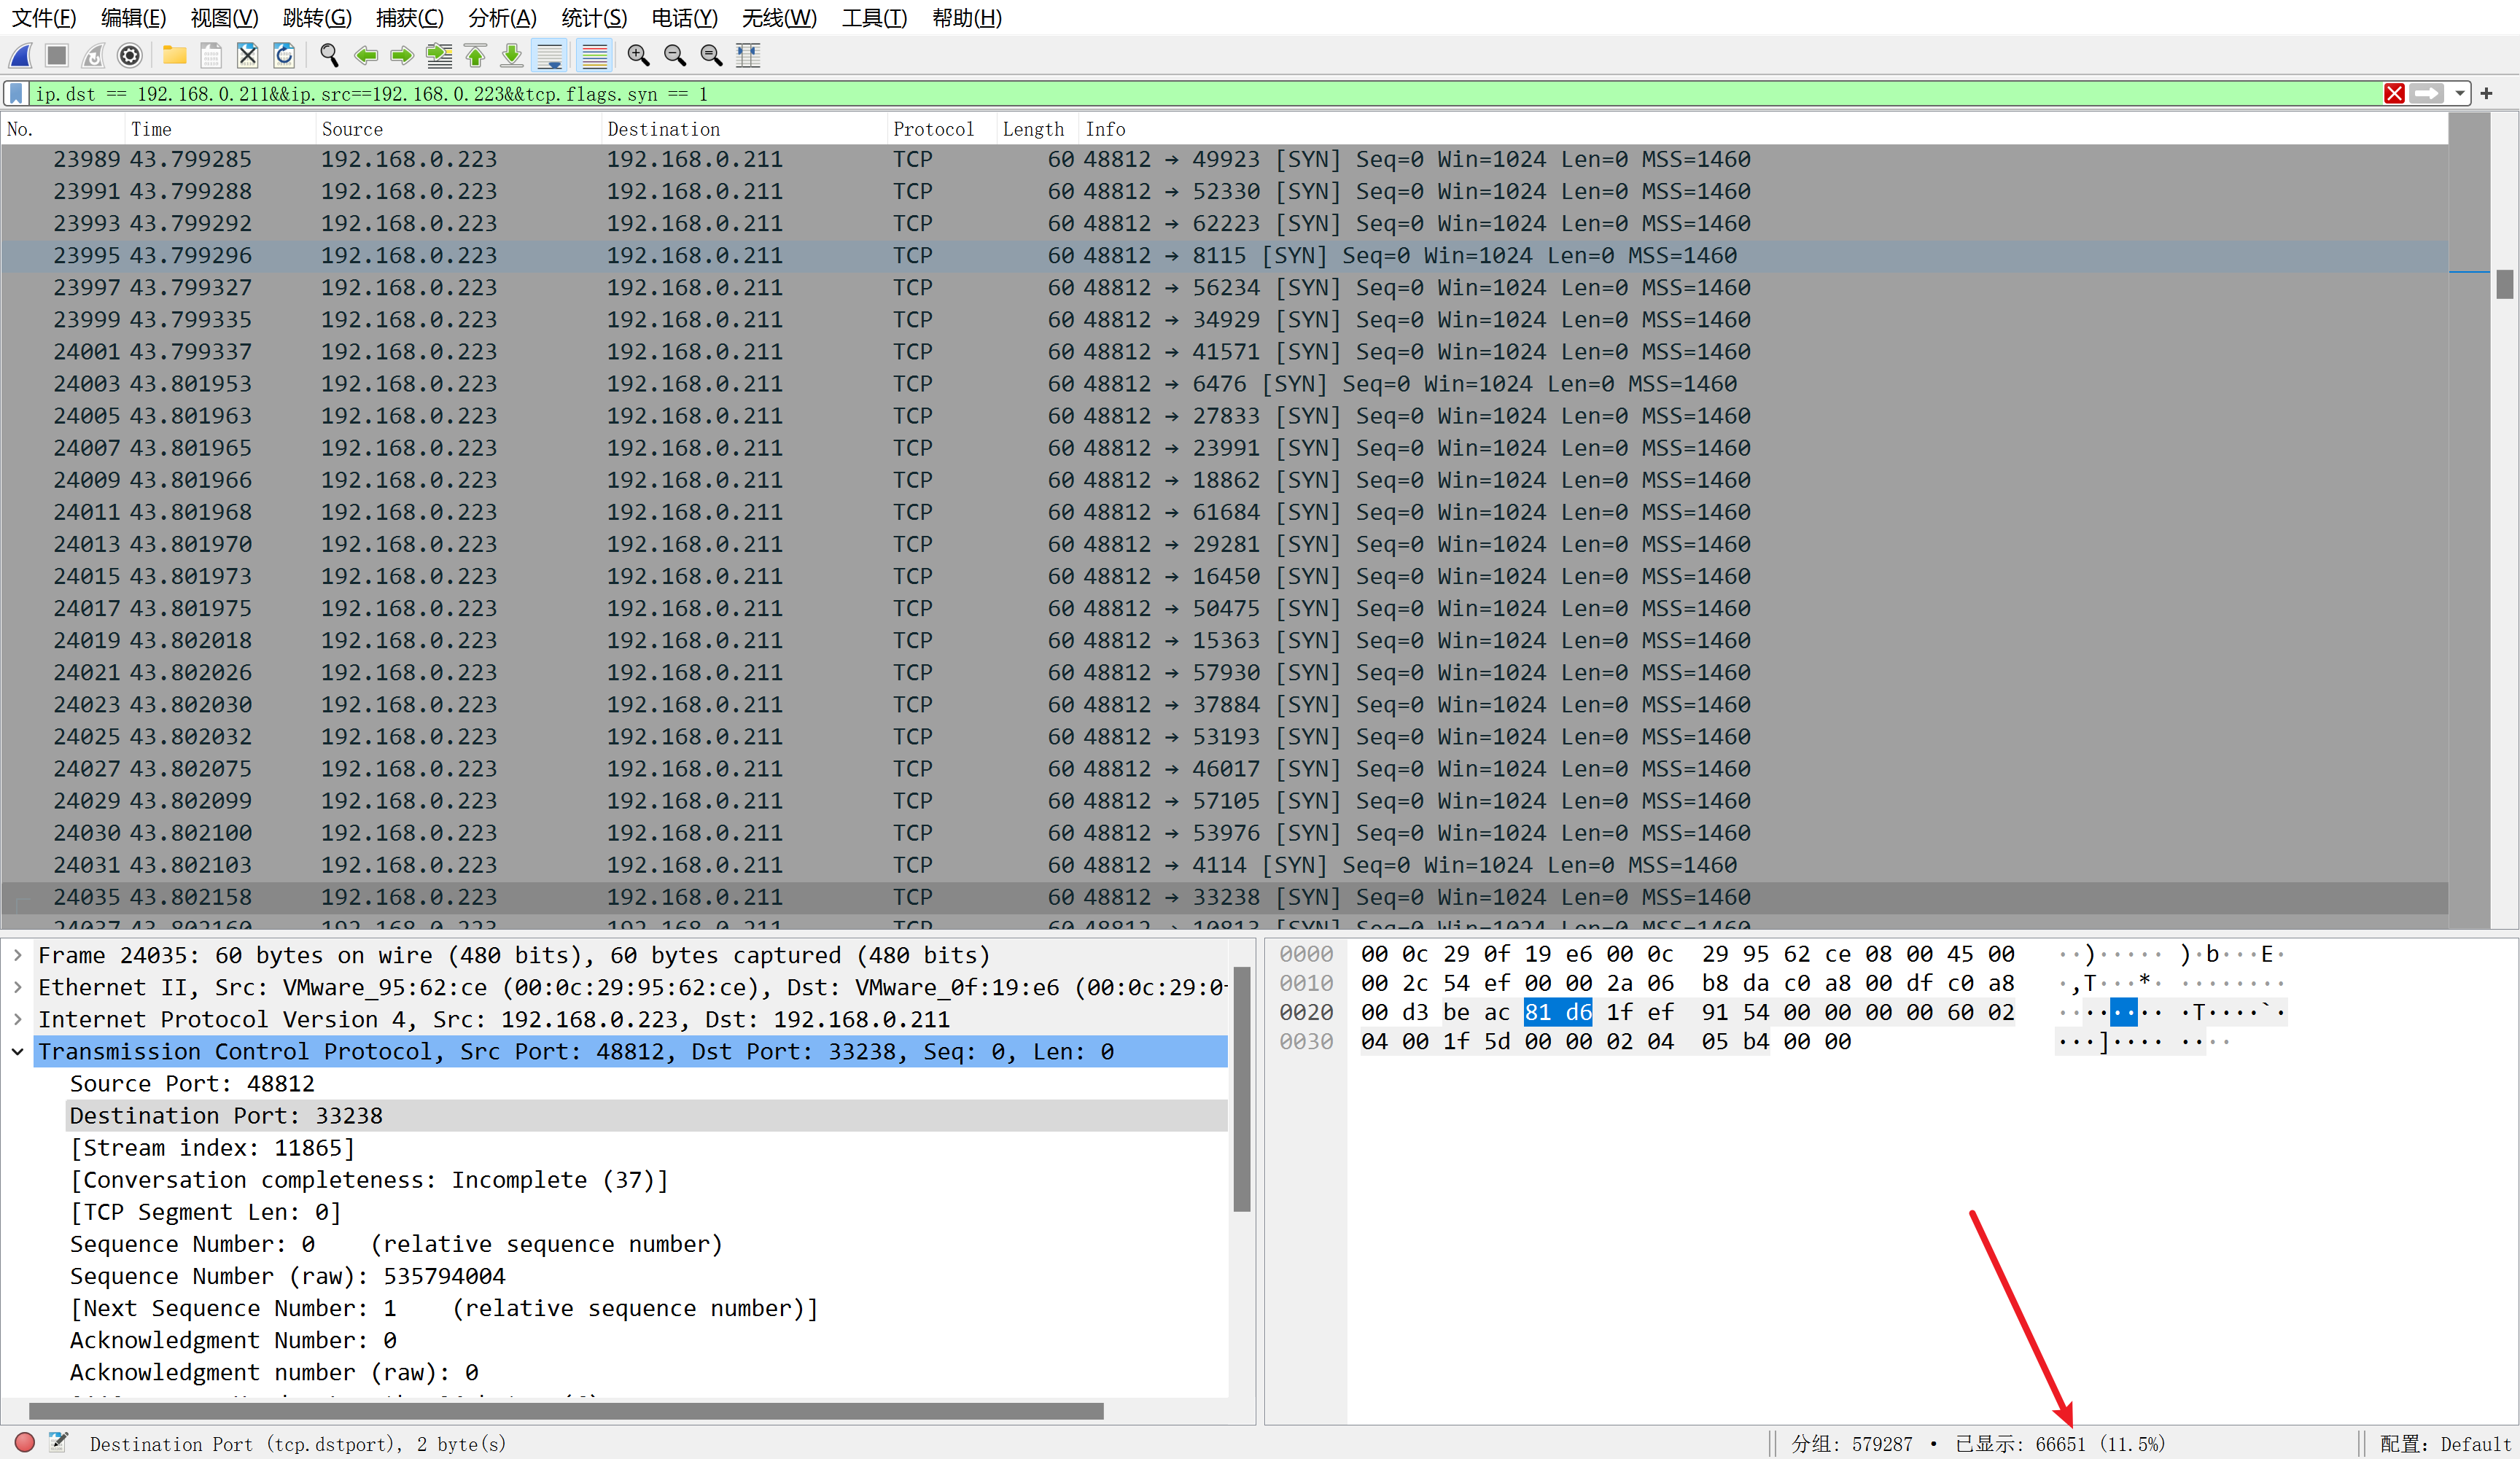 文件(F) 编辑(E) 视图(V) 跳转(G) 捕获(C) 分析(A) 统计(S) 电话(Y) 无线(W) 工具(T) 帮助(H)
ip.dst == 192.168.0.211&&ip.src==192.168.0.223&&tcp.flags.syn == 1
No. Time Source Destination Protocol Length Info
23989 43.799285 192.168.0.223 192.168.0.211 TCP 60 48812 → 49923 [SYN] Seq=0 Win=1024 Len=0 MSS=1460
23991 43.799288 192.168.0.223 192.168.0.211 TCP 60 48812 → 52330 [SYN] Seq=0 Win=1024 Len=0 MSS=1460
23993 43.799292 192.168.0.223 192.168.0.211 TCP 60 48812 → 62223 [SYN] Seq=0 Win=1024 Len=0 MSS=1460
23995 43.799296 192.168.0.223 192.168.0.211 TCP 60 48812 → 8115 [SYN] Seq=0 Win=1024 Len=0 MSS=1460
23997 43.799327 192.168.0.223 192.168.0.211 TCP 60 48812 → 56234 [SYN] Seq=0 Win=1024 Len=0 MSS=1460
23999 43.799335 192.168.0.223 192.168.0.211 TCP 60 48812 → 34929 [SYN] Seq=0 Win=1024 Len=0 MSS=1460
24001 43.799337 192.168.0.223 192.168.0.211 TCP 60 48812 → 41571 [SYN] Seq=0 Win=1024 Len=0 MSS=1460
24003 43.801953 192.168.0.223 192.168.0.211 TCP 60 48812 → 6476 [SYN] Seq=0 Win=1024 Len=0 MSS=1460
24005 43.801963 192.168.0.223 192.168.0.211 TCP 60 48812 → 27833 [SYN] Seq=0 Win=1024 Len=0 MSS=1460
24007 43.801965 192.168.0.223 192.168.0.211 TCP 60 48812 → 23991 [SYN] Seq=0 Win=1024 Len=0 MSS=1460
24009 43.801966 192.168.0.223 192.168.0.211 TCP 60 48812 → 18862 [SYN] Seq=0 Win=1024 Len=0 MSS=1460
24011 43.801968 192.168.0.223 192.168.0.211 TCP 60 48812 → 61684 [SYN] Seq=0 Win=1024 Len=0 MSS=1460
24013 43.801970 192.168.0.223 192.168.0.211 TCP 60 48812 → 29281 [SYN] Seq=0 Win=1024 Len=0 MSS=1460
24015 43.801973 192.168.0.223 192.168.0.211 TCP 60 48812 → 16450 [SYN] Seq=0 Win=1024 Len=0 MSS=1460
24017 43.801975 192.168.0.223 192.168.0.211 TCP 60 48812 → 50475 [SYN] Seq=0 Win=1024 Len=0 MSS=1460
24019 43.802018 192.168.0.223 192.168.0.211 TCP 60 48812 → 15363 [SYN] Seq=0 Win=1024 Len=0 MSS=1460
24021 43.802026 192.168.0.223 192.168.0.211 TCP 60 48812 → 57930 [SYN] Seq=0 Win=1024 Len=0 MSS=1460
24023 43.802030 192.168.0.223 192.168.0.211 TCP 60 48812 → 37884 [SYN] Seq=0 Win=1024 Len=0 MSS=1460
24025 43.802032 192.168.0.223 192.168.0.211 TCP 60 48812 → 53193 [SYN] Seq=0 Win=1024 Len=0 MSS=1460
24027 43.802075 192.168.0.223 192.168.0.211 TCP 60 48812 → 46017 [SYN] Seq=0 Win=1024 Len=0 MSS=1460
24029 43.802099 192.168.0.223 192.168.0.211 TCP 60 48812 → 57105 [SYN] Seq=0 Win=1024 Len=0 MSS=1460
24030 43.802100 192.168.0.223 192.168.0.211 TCP 60 48812 → 53976 [SYN] Seq=0 Win=1024 Len=0 MSS=1460
24031 43.802103 192.168.0.223 192.168.0.211 TCP 60 48812 → 4114 [SYN] Seq=0 Win=1024 Len=0 MSS=1460
24035 43.802158 192.168.0.223 192.168.0.211 TCP 60 48812 → 33238 [SYN] Seq=0 Win=1024 Len=0 MSS=1460
24037 43.802160 192.168.0.223 192.168.0.211 TCP 60 48812 → 10813 [SYN] Seq=0 Win=1024 Len=0 MSS=1460
Frame 24035: 60 bytes on wire (480 bits), 60 bytes captured (480 bits)
Ethernet II, Src: VMware_95:62:ce (00:0c:29:95:62:ce), Dst: VMware_0f:19:e6 (00:0c:29:0
Internet Protocol Version 4, Src: 192.168.0.223, Dst: 192.168.0.211
Transmission Control Protocol, Src Port: 48812, Dst Port: 33238, Seq: 0, Len: 0
Source Port: 48812
Destination Port: 33238
[Stream index: 11865]
[Conversation completeness: Incomplete (37)]
[TCP Segment Len: 0]
Sequence Number: 0 (relative sequence number)
Sequence Number (raw): 535794004
[Next Sequence Number: 1 (relative sequence number)]
Acknowledgment Number: 0
Acknowledgment number (raw): 0
0000 00 0c 29 0f 19 e6 00 0c 29 95 62 ce 08 00 45 00 ··)····· )·b···E·
0010 00 2c 54 ef 00 00 2a 06 b8 da c0 a8 00 df c0 a8 ·,T···*· ········
0020 00 d3 be ac 81 d6 1f ef 91 54 00 00 00 00 60 02 ········ ·T····`·
0030 04 00 1f 5d 00 00 02 04 05 b4 00 00 ···]···· ····
Destination Port (tcp.dstport), 2 byte(s)
分组: 579287 · 已显示: 66651 (11.5%)
配置: Default